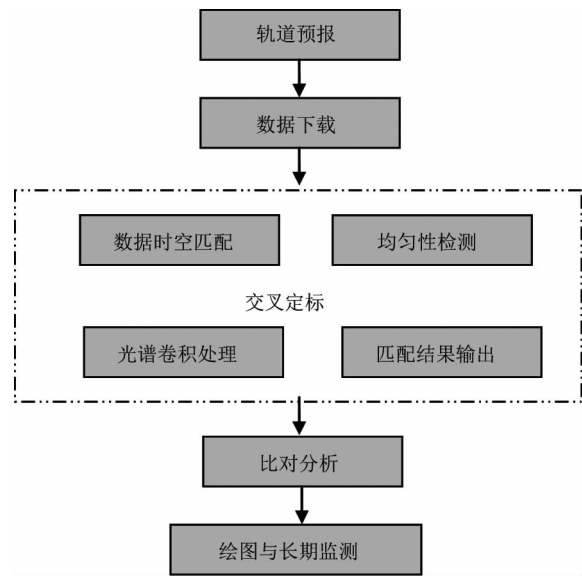 轨道预报
数据下载
数据时空匹配
均匀性检测
交叉定标
光谱卷积处理
匹配结果输出
比对分析
绘图与长期监测